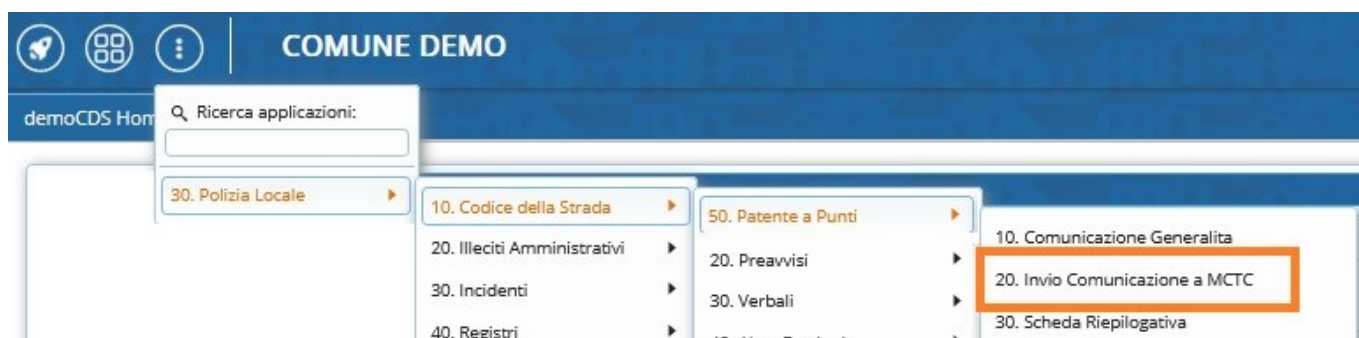 COMUNE DEMO
demoCDS Hom
Ricerca applicazioni:
30. Polizia Locale
10. Codice della Strada
20. Illeciti Amministrativi
30. Incidenti
40. Registri
50. Patente a Punti
20. Preavvisi
30. Verbali
10. Comunicazione Generalita
20. Invio Comunicazione a MCTC
30. Scheda Riepilogativa